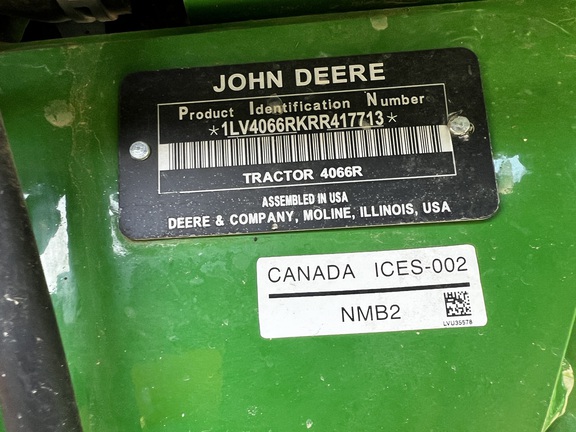 JOHN DEERE
Product Identification Number
*1LV4066RKRR417713*
TRACTOR 4066R
ASSEMBLED IN USA
DEERE & COMPANY, MOLINE, ILLINOIS, USA
CANADA ICES-002
NMB2
LVU35578